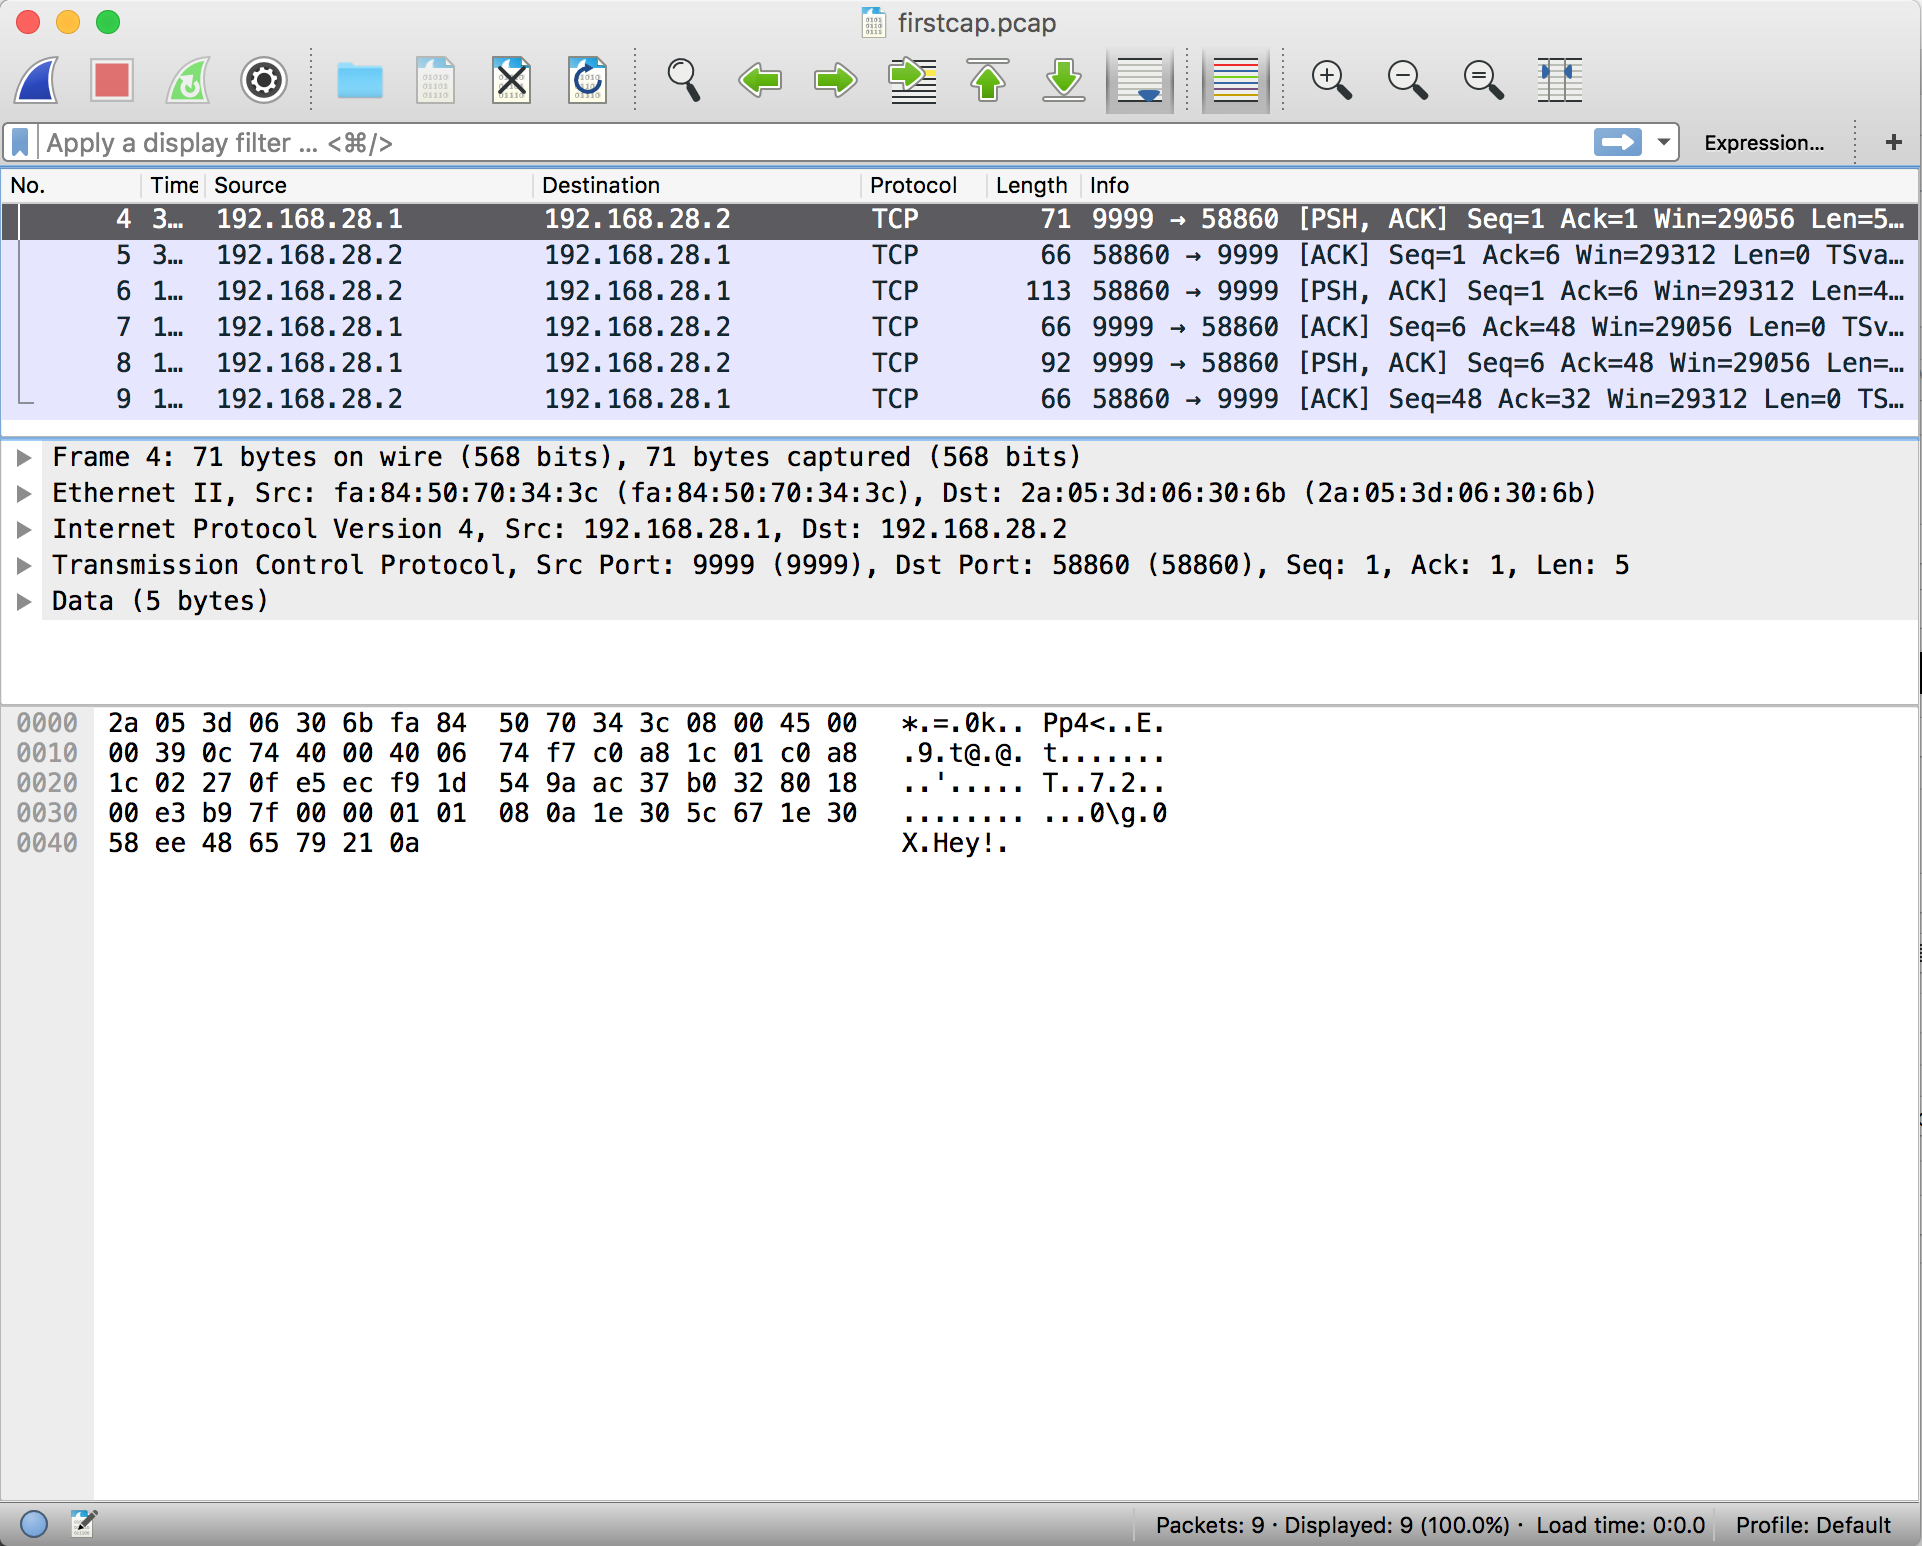 firstcap.pcap
Apply a display filter ... <⌘/>
Expression...
+
No. Time Source Destination Protocol Length Info
4 3... 192.168.28.1 192.168.28.2 TCP 71 9999 → 58860 [PSH, ACK] Seq=1 Ack=1 Win=29056 Len=5...
5 3... 192.168.28.2 192.168.28.1 TCP 66 58860 → 9999 [ACK] Seq=1 Ack=6 Win=29312 Len=0 TSva...
6 1... 192.168.28.2 192.168.28.1 TCP 113 58860 → 9999 [PSH, ACK] Seq=1 Ack=6 Win=29312 Len=4...
7 1... 192.168.28.1 192.168.28.2 TCP 66 9999 → 58860 [ACK] Seq=6 Ack=48 Win=29056 Len=0 TSv...
8 1... 192.168.28.1 192.168.28.2 TCP 92 9999 → 58860 [PSH, ACK] Seq=6 Ack=48 Win=29056 Len=...
9 1... 192.168.28.2 192.168.28.1 TCP 66 58860 → 9999 [ACK] Seq=48 Ack=32 Win=29312 Len=0 TS...
Frame 4: 71 bytes on wire (568 bits), 71 bytes captured (568 bits)
Ethernet II, Src: fa:84:50:70:34:3c (fa:84:50:70:34:3c), Dst: 2a:05:3d:06:30:6b (2a:05:3d:06:30:6b)
Internet Protocol Version 4, Src: 192.168.28.1, Dst: 192.168.28.2
Transmission Control Protocol, Src Port: 9999 (9999), Dst Port: 58860 (58860), Seq: 1, Ack: 1, Len: 5
Data (5 bytes)
0000 2a 05 3d 06 30 6b fa 84 50 70 34 3c 08 00 45 00 *.=.0k.. Pp4<..E.
0010 00 39 0c 74 40 00 40 06 74 f7 c0 a8 1c 01 c0 a8 .9.t@.@. t.......
0020 1c 02 27 0f e5 ec f9 1d 54 9a ac 37 b0 32 80 18 ..'..... T..7.2..
0030 00 e3 b9 7f 00 00 01 01 08 0a 1e 30 5c 67 1e 30 ........ ...0\g.0
0040 58 ee 48 65 79 21 0a X.Hey!.
Packets: 9 · Displayed: 9 (100.0%) · Load time: 0:0.0 Profile: Default